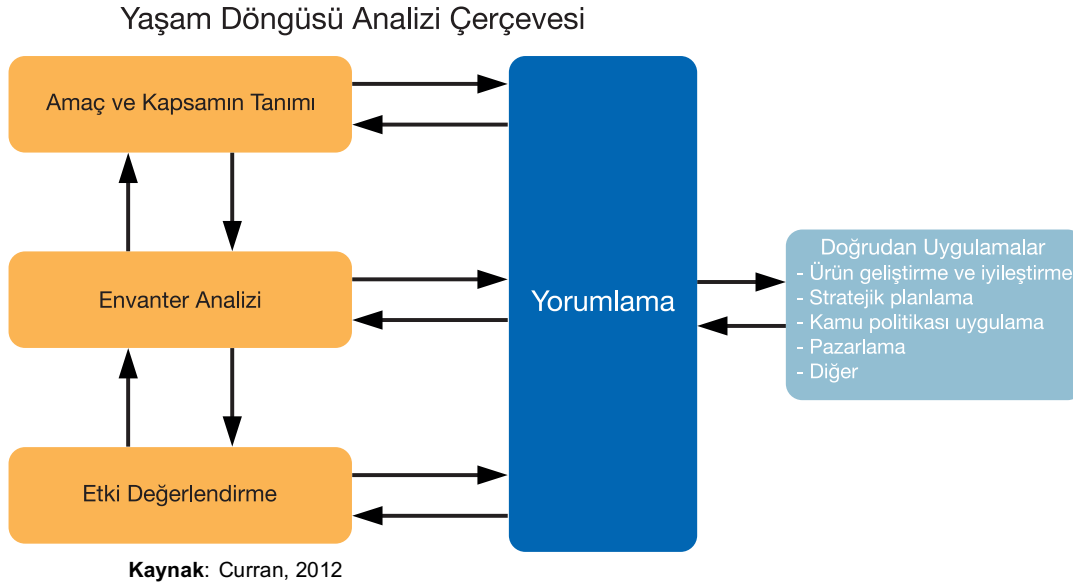 Yaşam Döngüsü Analizi Çerçevesi
Amaç ve Kapsamın Tanımı
Envanter Analizi
Etki Değerlendirme
Yorumlama
Doğrudan Uygulamalar
- Ürün geliştirme ve iyileştirme
- Stratejik planlama
- Kamu politikası uygulama
- Pazarlama
- Diğer
Kaynak: Curran, 2012